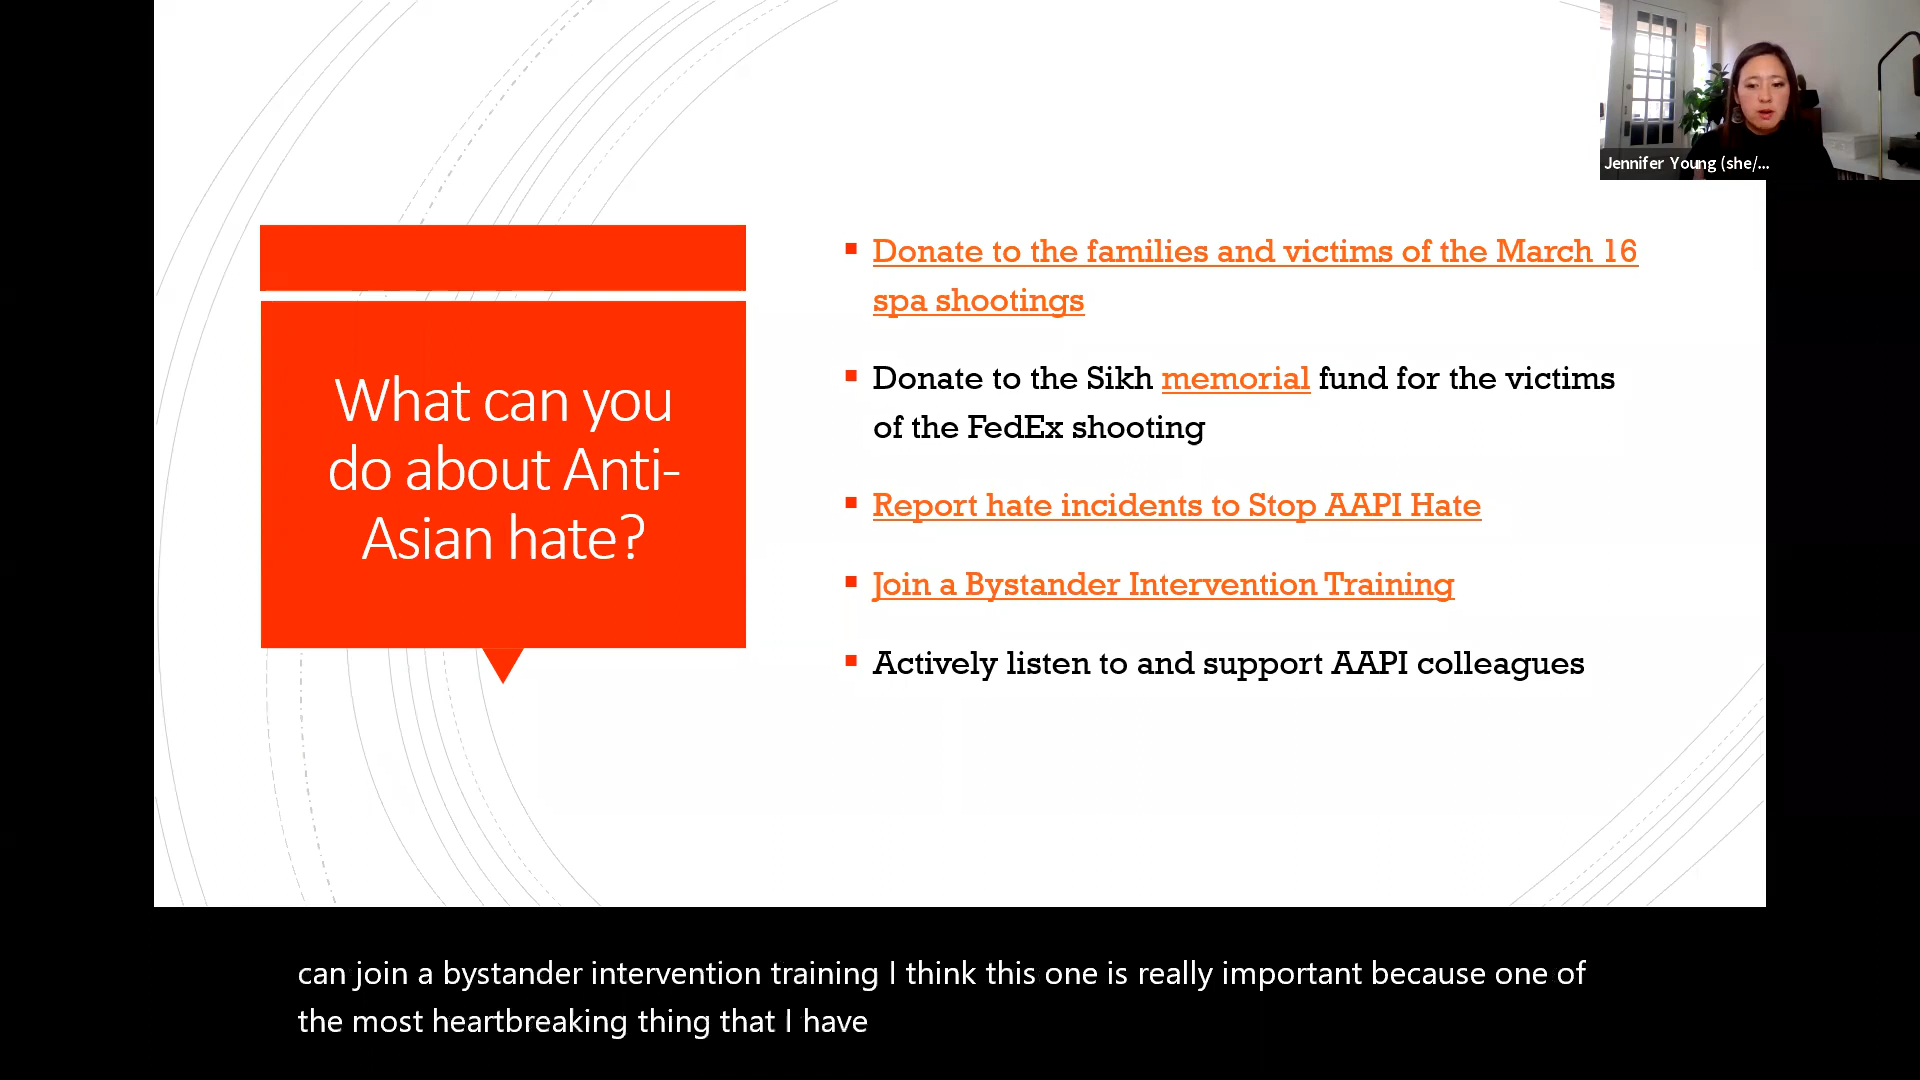 Jennifer Young (she/...
What can you
do about Anti-
Asian hate?
Donate to the families and victims of the March 16
spa shootings
Donate to the Sikh memorial fund for the victims
of the FedEx shooting
Report hate incidents to Stop AAPI Hate
Join a Bystander Intervention Training
Actively listen to and support AAPI colleagues
can join a bystander intervention training I think this one is really important because one of
the most heartbreaking thing that I have